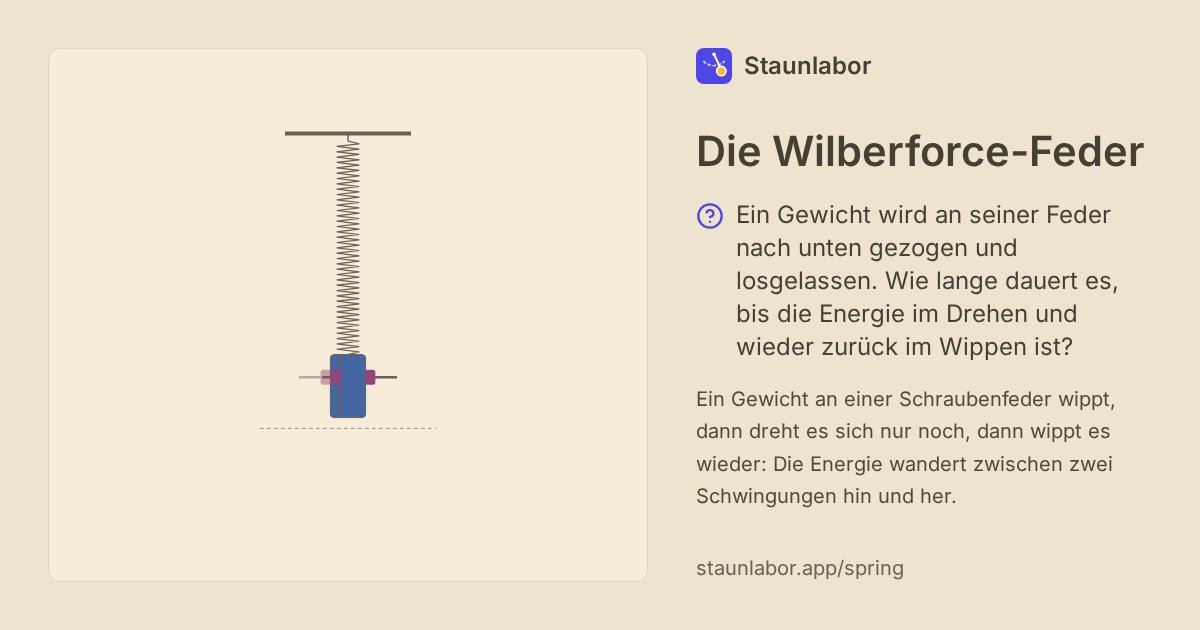 Staunlabor
Die Wilberforce-Feder
Ein Gewicht wird an seiner Feder
nach unten gezogen und
losgelassen. Wie lange dauert es,
bis die Energie im Drehen und
wieder zurück im Wippen ist?
Ein Gewicht an einer Schraubenfeder wippt,
dann dreht es sich nur noch, dann wippt es
wieder: Die Energie wandert zwischen zwei
Schwingungen hin und her.
staunlabor.app/spring